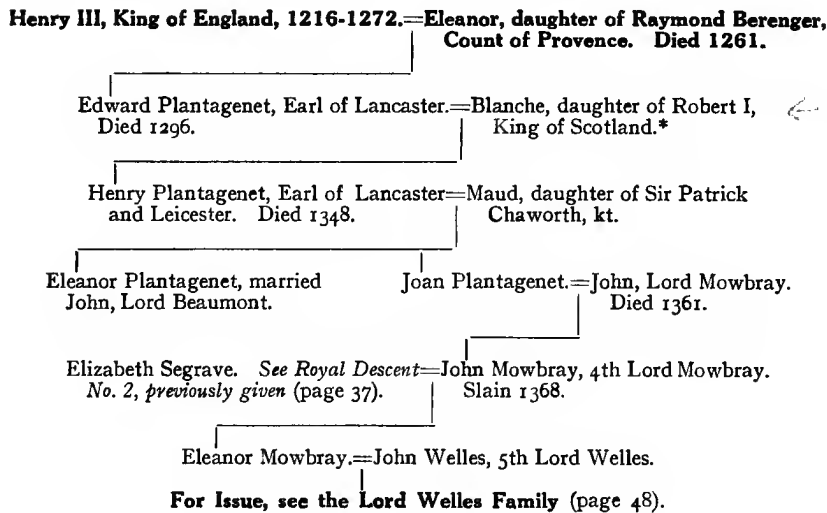 Henry III, King of England, 1216-1272.=Eleanor, daughter of Raymond Berenger,
Count of Provence. Died 1261.
Edward Plantagenet, Earl of Lancaster.=Blanche, daughter of Robert I,
Died 1296.
King of Scotland.*
Henry Plantagenet, Earl of Lancaster=Maud, daughter of Sir Patrick
and Leicester. Died 1348.
Chaworth, kt.
Eleanor Plantagenet, married
John, Lord Beaumont.
Joan Plantagenet.=John, Lord Mowbray.
Died 1361.
Elizabeth Segrave. See Royal Descent=John Mowbray, 4th Lord Mowbray.
No. 2, previously given (page 37).
Slain 1368.
Eleanor Mowbray.=John Welles, 5th Lord Welles.
For Issue, see the Lord Welles Family (page 48).